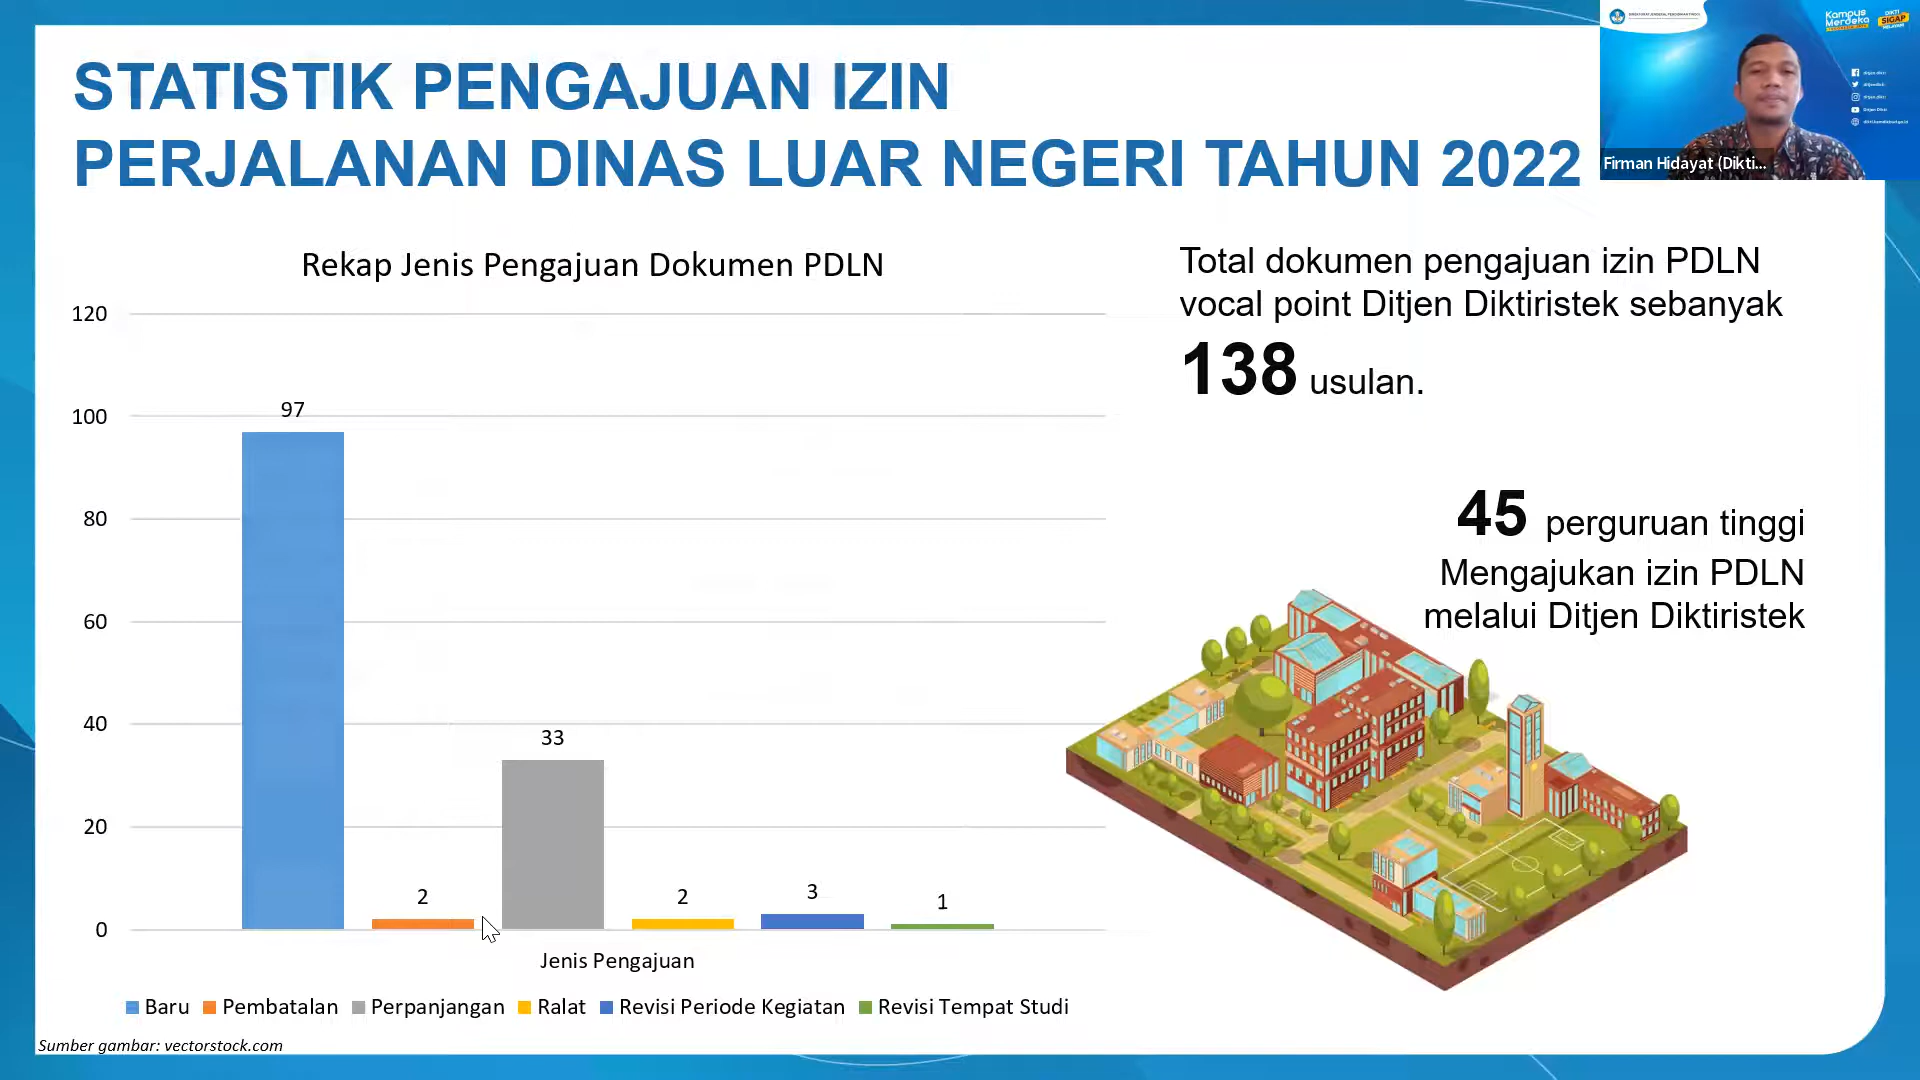 STATISTIK PENGAJUAN IZIN
PERJALANAN DINAS LUAR NEGERI TAHUN 2022
Kampus
Merdeka
DIKTI
SIGAP
Firman Hidayat (Dikti...
Rekap Jenis Pengajuan Dokumen PDLN
120
100
80
60
40
20
0
97
2
33
2
3
1
Jenis Pengajuan
Baru Pembatalan Perpanjangan Ralat Revisi Periode Kegiatan Revisi Tempat Studi
Sumber gambar: vectorstock.com
Total dokumen pengajuan izin PDLN
vocal point Ditjen Diktiristek sebanyak
138 usulan.
45 perguruan tinggi
Mengajukan izin PDLN
melalui Ditjen Diktiristek